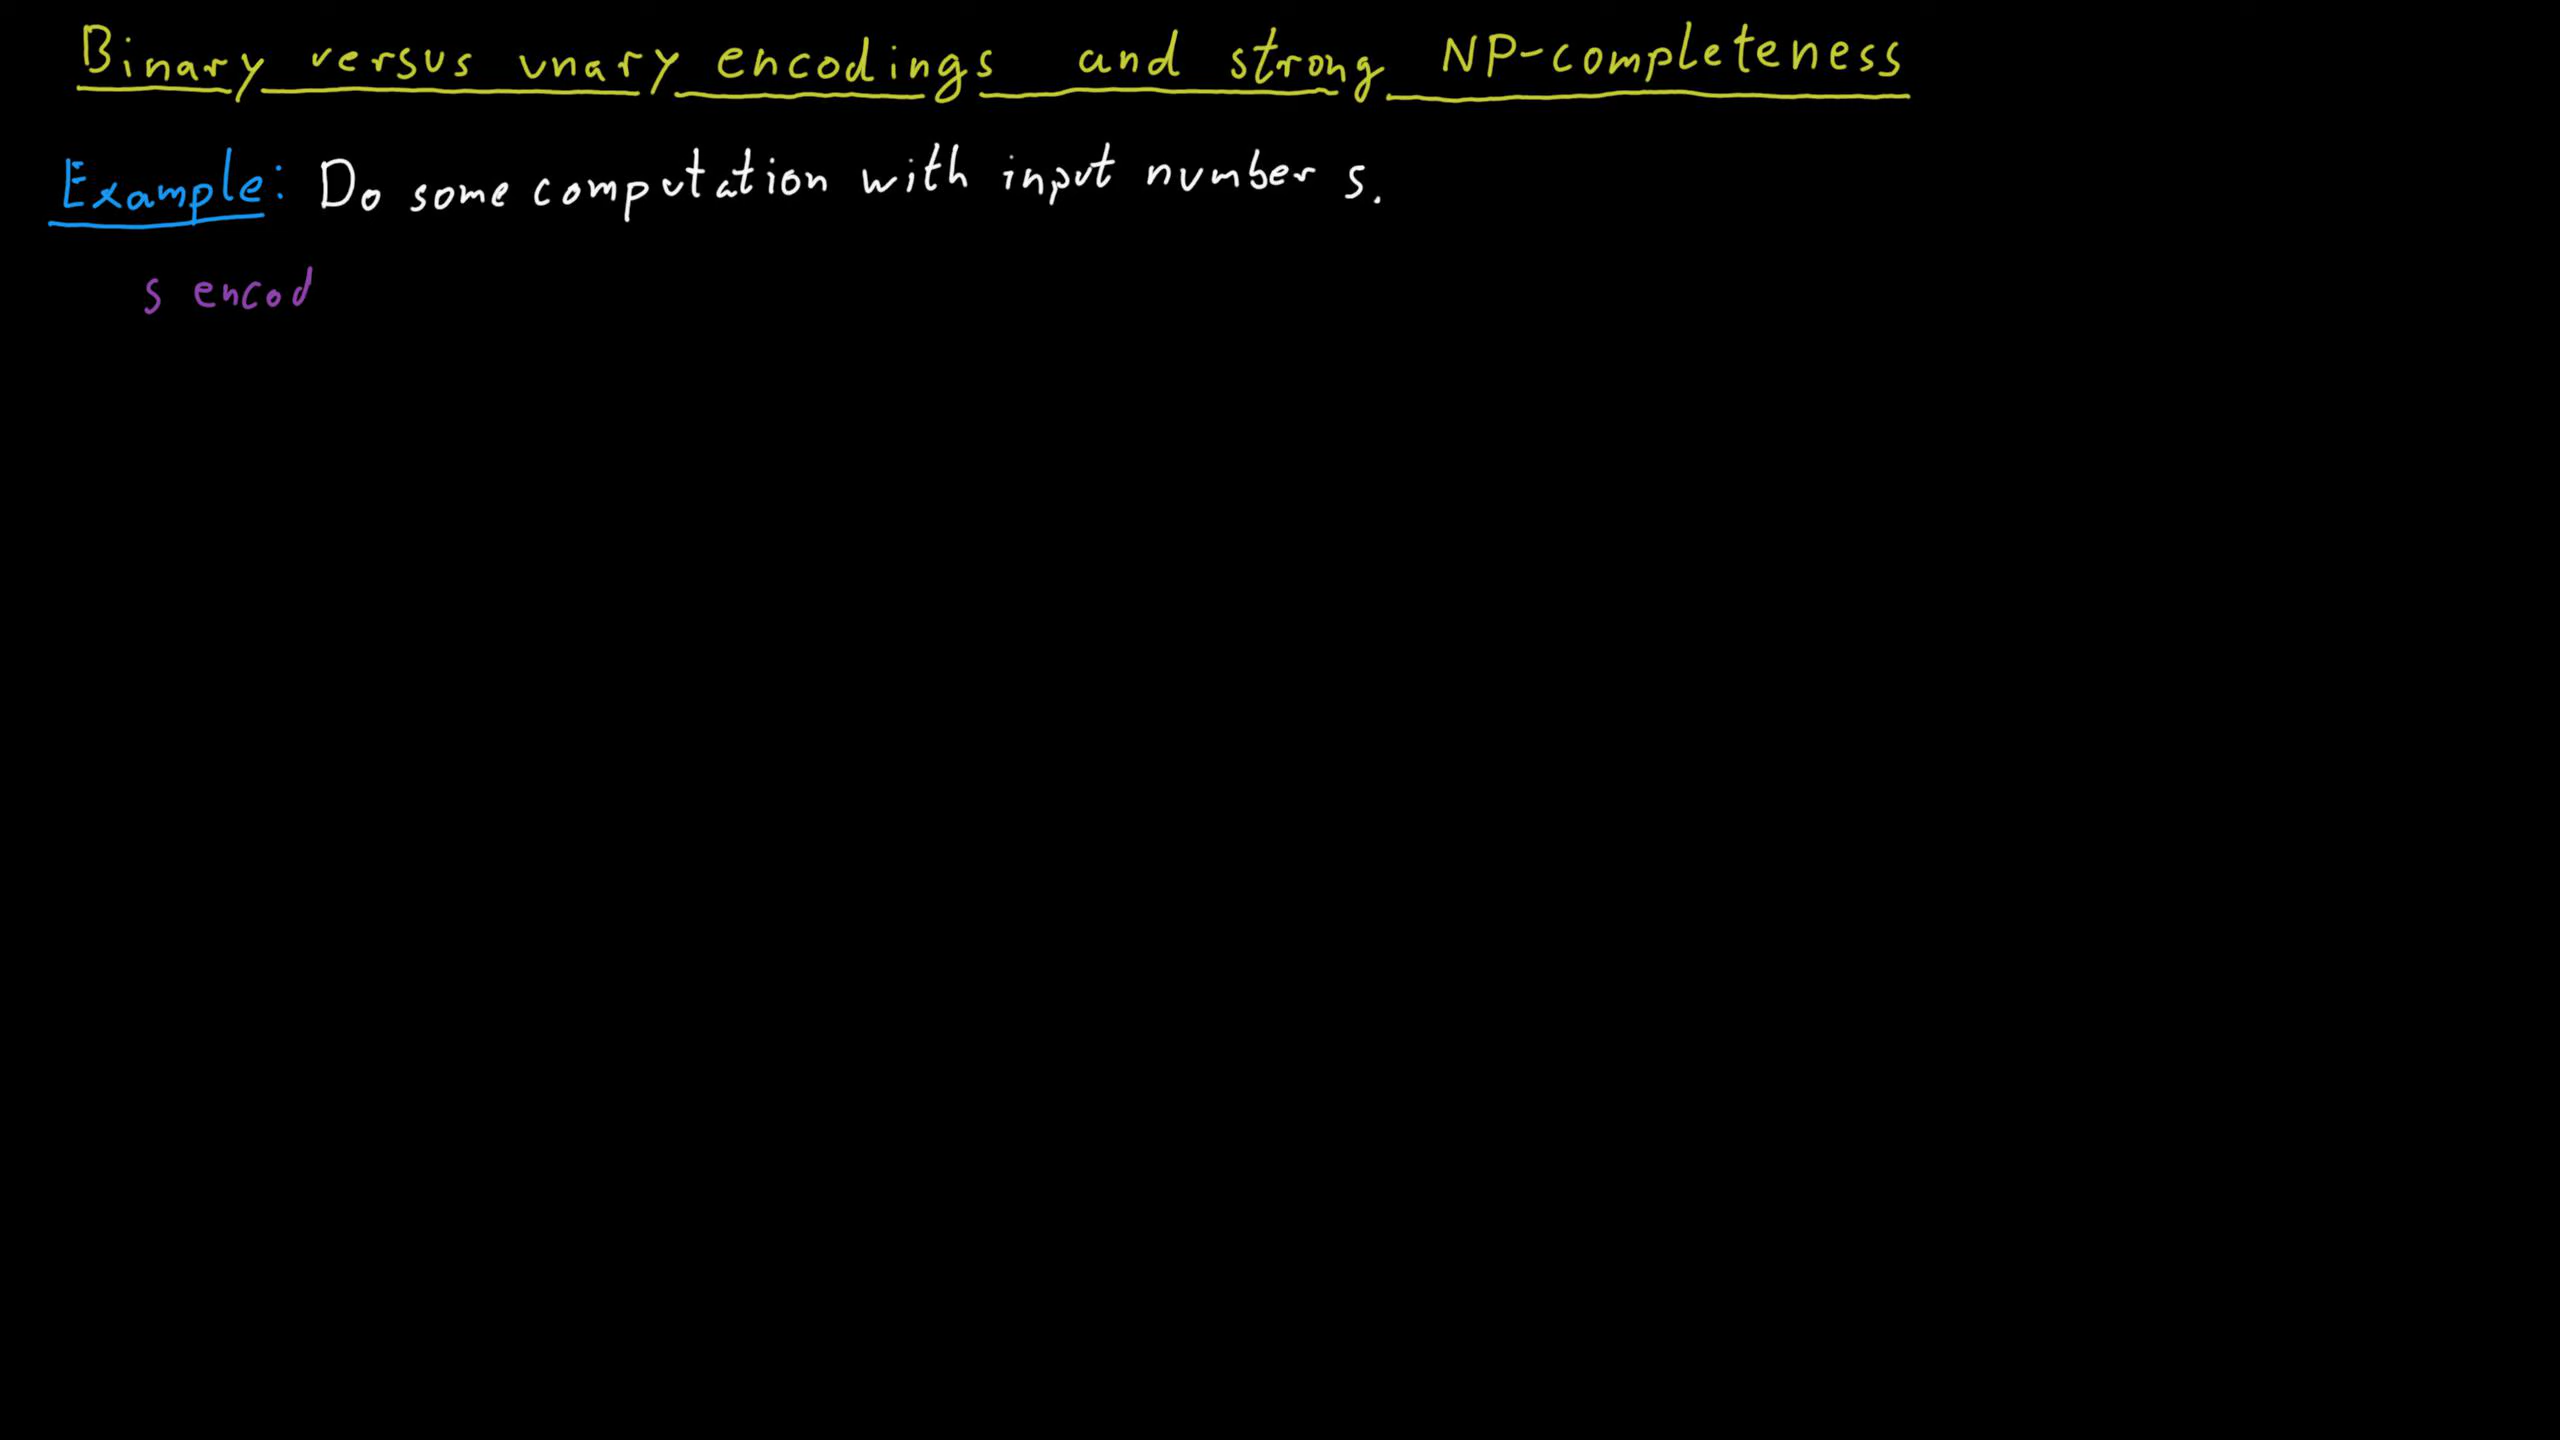 Binary versus unary encodings and strong NP-completeness
Example: Do some computation with input number s.
s encod